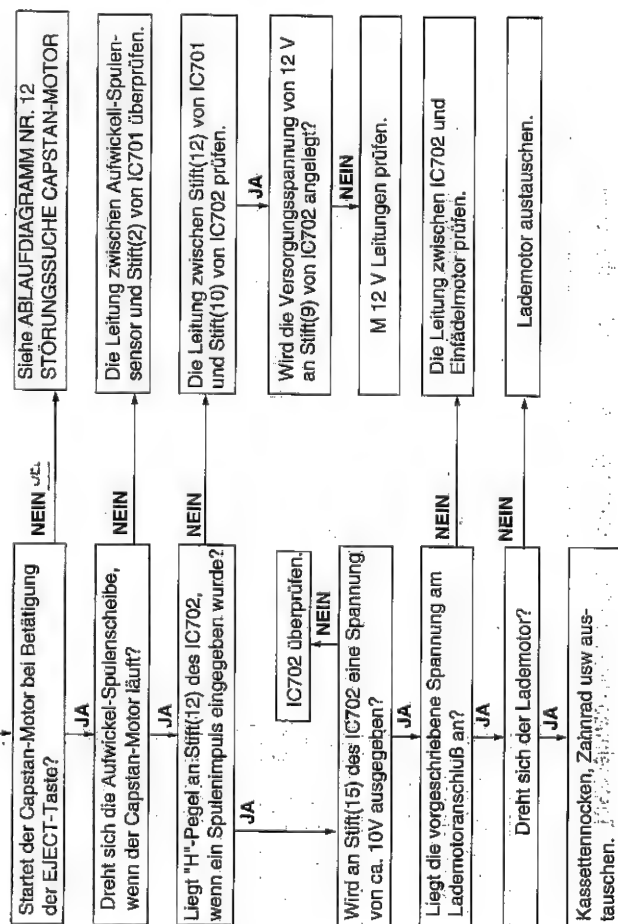 Startet der Capstan-Motor bei Betätigung
der EJECT-Taste?
NEIN
Siehe ABLAUFDIAGRAMM NR. 12
STÖRUNGSSUCHE CAPSTAN-MOTOR
JA
Dreht sich die Aufwickel-Spulenscheibe,
wenn der Capstan-Motor läuft?
NEIN
Die Leitung zwischen Aufwickell-Spulen-
sensor und Stift(2) von IC701 überprüfen.
JA
Liegt "H"-Pegel an Stift(12) des IC702,
wenn ein Spulenimpuls eingegeben wurde?
NEIN
Die Leitung zwischen Stift(12) von IC701
und Stift(10) von IC702 prüfen.
JA
Wird die Versorgungsspannung von 12 V
an Stift(9) von IC702 angelegt?
NEIN
M 12 V Leitungen prüfen.
JA
IC702 überprüfen.
NEIN
Wird an Stift(15) des IC702 eine Spannung
von ca. 10V ausgegeben?
JA
Liegt die vorgeschriebene Spannung am
Lademotoranschluß an?
NEIN
Die Leitung zwischen IC702 und
Einfädelmotor prüfen.
JA
Dreht sich der Lademotor?
NEIN
Lademotor austauschen.
JA
Kassettennocken, Zahnrad usw aus-
tauschen.